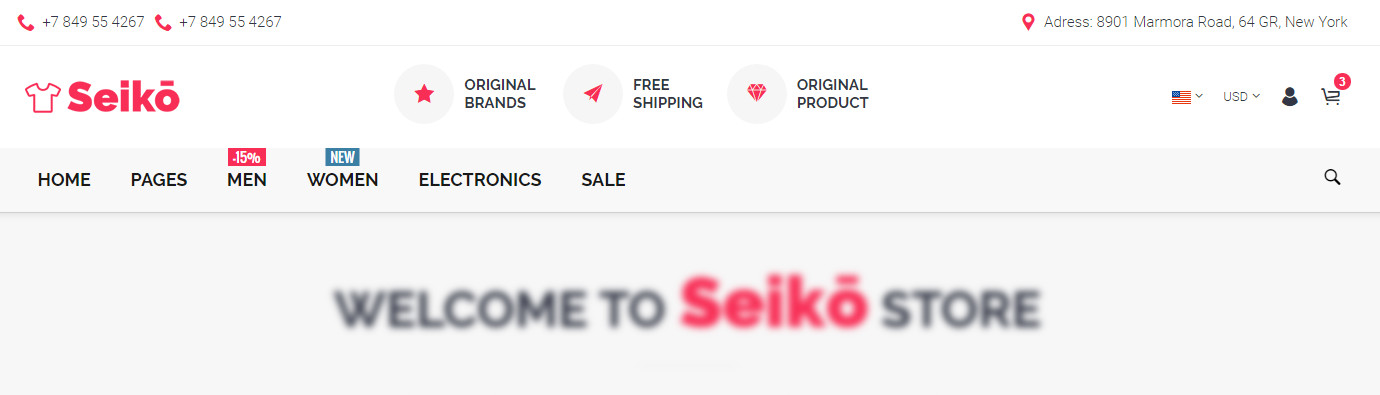 +7 849 55 4267 +7 849 55 4267 Adress: 8901 Marmora Road, 64 GR, New York
Seikō
ORIGINAL
BRANDS
FREE
SHIPPING
ORIGINAL
PRODUCT
USD
3
-15% NEW
HOME PAGES MEN WOMEN ELECTRONICS SALE
WELCOME TO Seikō STORE